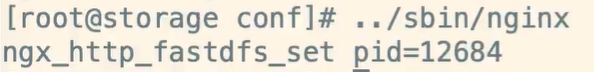 [root@storage conf]# ../sbin/nginx
ngx_http_fastdfs_set pid=12684